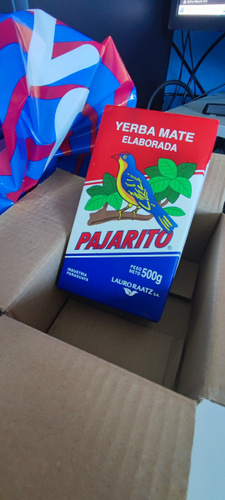 YERBA MATE
ELABORADA
PAJARITO®
INDUSTRIA
PARAGUAYA
PESO
NETO 500g
LAURO RAATZ S.A.